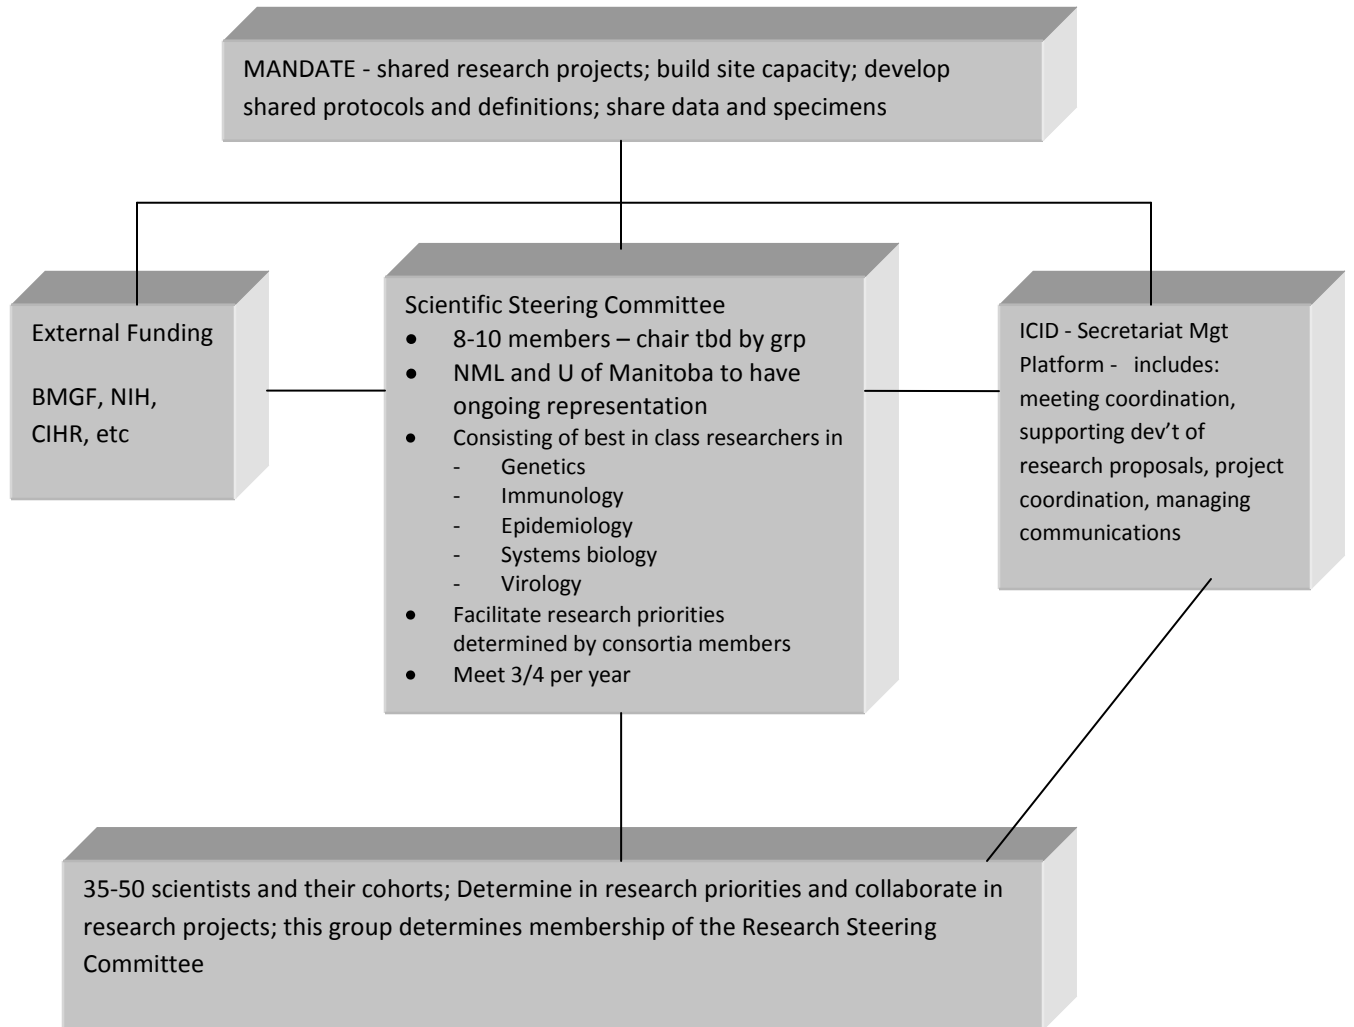 MANDATE - shared research projects; build site capacity; develop
shared protocols and definitions; share data and specimens
External Funding
BMGF, NIH,
CIHR, etc
Scientific Steering Committee
• 8-10 members – chair tbd by grp
• NML and U of Manitoba to have
ongoing representation
• Consisting of best in class researchers in
- Genetics
- Immunology
- Epidemiology
- Systems biology
- Virology
• Facilitate research priorities
determined by consortia members
• Meet 3/4 per year
ICID - Secretariat Mgt
Platform - includes:
meeting coordination,
supporting dev’t of
research proposals, project
coordination, managing
communications
35-50 scientists and their cohorts; Determine in research priorities and collaborate in
research projects; this group determines membership of the Research Steering
Committee